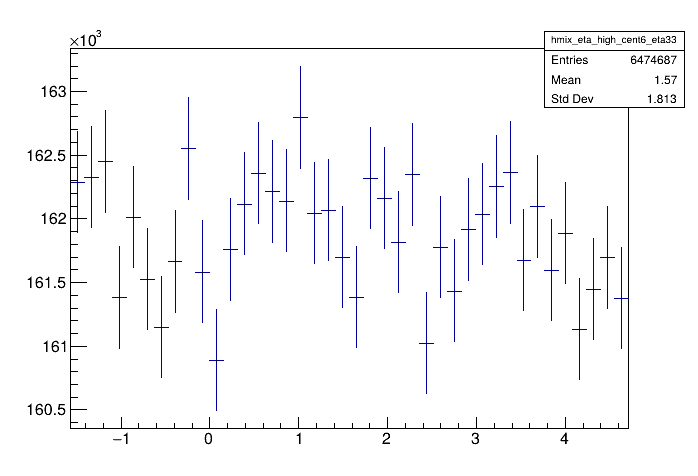 ×10³
hmix_eta_high_cent6_eta33
Entries 6474687
Mean 1.57
Std Dev 1.813
163
162.5
162
161.5
161
160.5
−1 0 1 2 3 4